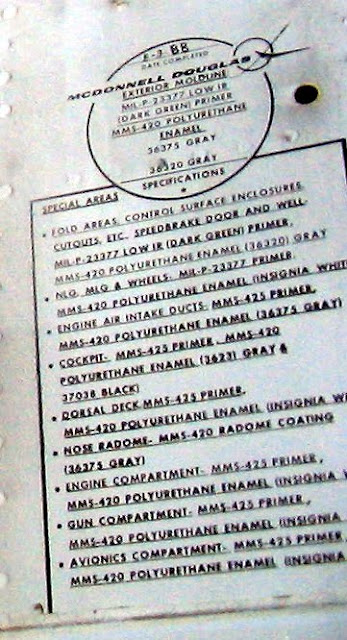 E-3 BB
DATE COMPLETED
MCDONNELL DOUGLAS
EXTERIOR MOLDLINE
MIL-P-23377 LOW IR
(DARK GREEN) PRIMER
MMS-420 POLYURETHANE
ENAMEL
36375 GRAY
36320 GRAY
SPECIFICATIONS
SPECIAL AREAS
• FOLD AREAS, CONTROL SURFACE ENCLOSURES,
CUTOUTS, ETC, SPEEDBRAKE DOOR AND WELL-
MIL-P-23377 LOW IR (DARK GREEN) PRIMER,
MMS-420 POLYURETHANE ENAMEL (36320) GRAY
• NLG, MLG & WHEELS- MIL-P-23377 PRIMER,
MMS-420 POLYURETHANE ENAMEL (INSIGNIA WHIT
• ENGINE AIR INTAKE DUCTS- MMS-425 PRIMER,
MMS-420 POLYURETHANE ENAMEL (36375 GRAY)
• COCKPIT- MMS-425 PRIMER, MMS-420
POLYURETHANE ENAMEL (36231 GRAY &
37038 BLACK)
• DORSAL DECK MMS-425 PRIMER,
MMS-420 POLYURETHANE ENAMEL (INSIGNIA W
• NOSE RADOME- MMS-420 RADOME COATING
(36375 GRAY)
• ENGINE COMPARTMENT- MMS-425 PRIMER,
MMS-420 POLYURETHANE ENAMEL (INSIGNIA W
• GUN COMPARTMENT- MMS-425 PRIMER,
MMS-420 POLYURETHANE ENAMEL (INSIGNIA
• AVIONICS COMPARTMENT- MMS-425 PRIMER,
MMS-420 POLYURETHANE ENAMEL (INSIGNIA